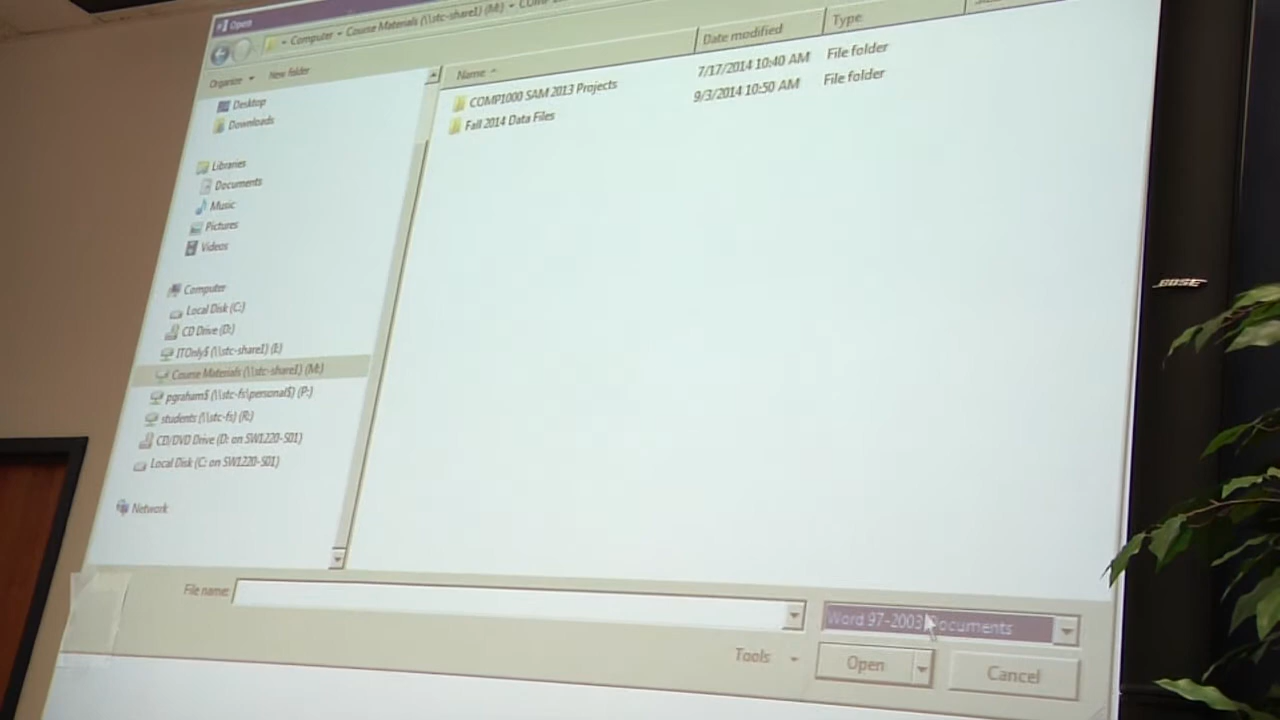 Open
Computer Course Materials (\\stc-share1) (M:)
Organize New folder
Name Date modified Type
Desktop
Downloads
Libraries
Documents
Music
Pictures
Videos
Computer
Local Disk (C:)
CD Drive (D:)
ITOnly$ (\\stc-share1) (E:)
Course Materials (\\stc-share1) (M:)
pgraham$ (\\stc-fs\personal$) (P:)
students (\\stc-fs) (R:)
CD/DVD Drive (D: on SW1220-S01)
Local Disk (C: on SW1220-S01)
Network
COMP1000 SAM 2013 Projects 7/17/2014 10:40 AM File folder
Fall 2014 Data Files 9/3/2014 10:50 AM File folder
File name:
Word 97-2003 Documents
Tools
Open
Cancel
BOSE